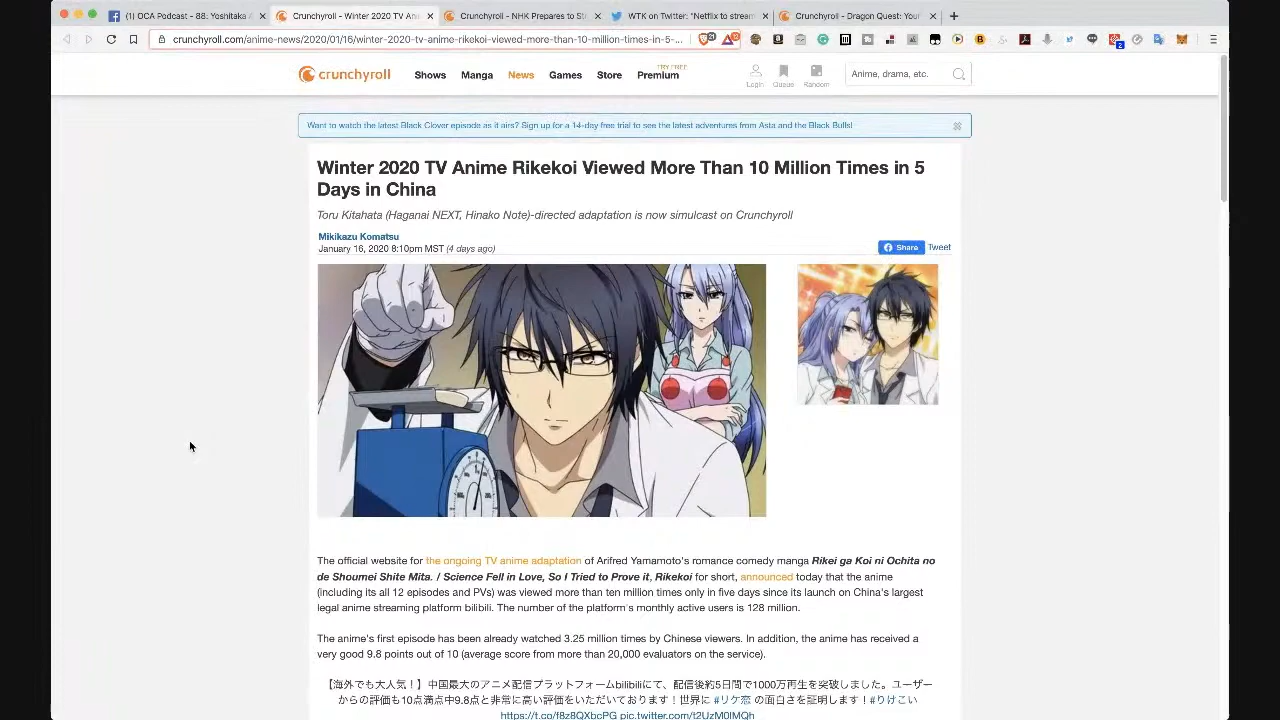 (1) OCA Podcast - 88: Yoshitaka A
Crunchyroll - Winter 2020 TV An
Crunchyroll - NHK Prepares to St
WTK on Twitter: "Netflix to stream
Crunchyroll - Dragon Quest: Your
crunchyroll.com/anime-news/2020/01/16/winter-2020-tv-anime-rikekoi-viewed-more-than-10-million-times-in-5-...
crunchyroll Shows Manga News Games Store Premium
TRY FREE
Login Queue Random
Anime, drama, etc.
Want to watch the latest Black Clover episode as it airs? Sign up for a 14-day free trial to see the latest adventures from Asta and the Black Bulls!
Winter 2020 TV Anime Rikekoi Viewed More Than 10 Million Times in 5
Days in China
Toru Kitahata (Haganai NEXT, Hinako Note)-directed adaptation is now simulcast on Crunchyroll
Mikikazu Komatsu
January 16, 2020 8:10pm MST (4 days ago)
Share Tweet
The official website for the ongoing TV anime adaptation of Arifred Yamamoto's romance comedy manga Rikei ga Koi ni Ochita no
de Shoumei Shite Mita. / Science Fell in Love, So I Tried to Prove it, Rikekoi for short, announced today that the anime
(including its all 12 episodes and PVs) was viewed more than ten million times only in five days since its launch on China's largest
legal anime streaming platform bilibili. The number of the platform's monthly active users is 128 million.
The anime's first episode has been already watched 3.25 million times by Chinese viewers. In addition, the anime has received a
very good 9.8 points out of 10 (average score from more than 20,000 evaluators on the service).
【海外でも大人気！】中国最大のアニメ配信プラットフォームbilibiliにて、配信後約5日間で1000万再生を突破しました。ユーザー
からの評価も10点満点中9.8点と非常に高い評価をいただいております！世界に #リケ恋 の面白さを証明します！#りけこい
https://t.co/f8z8QXbcPG pic.twitter.com/t2UzM0lMQh